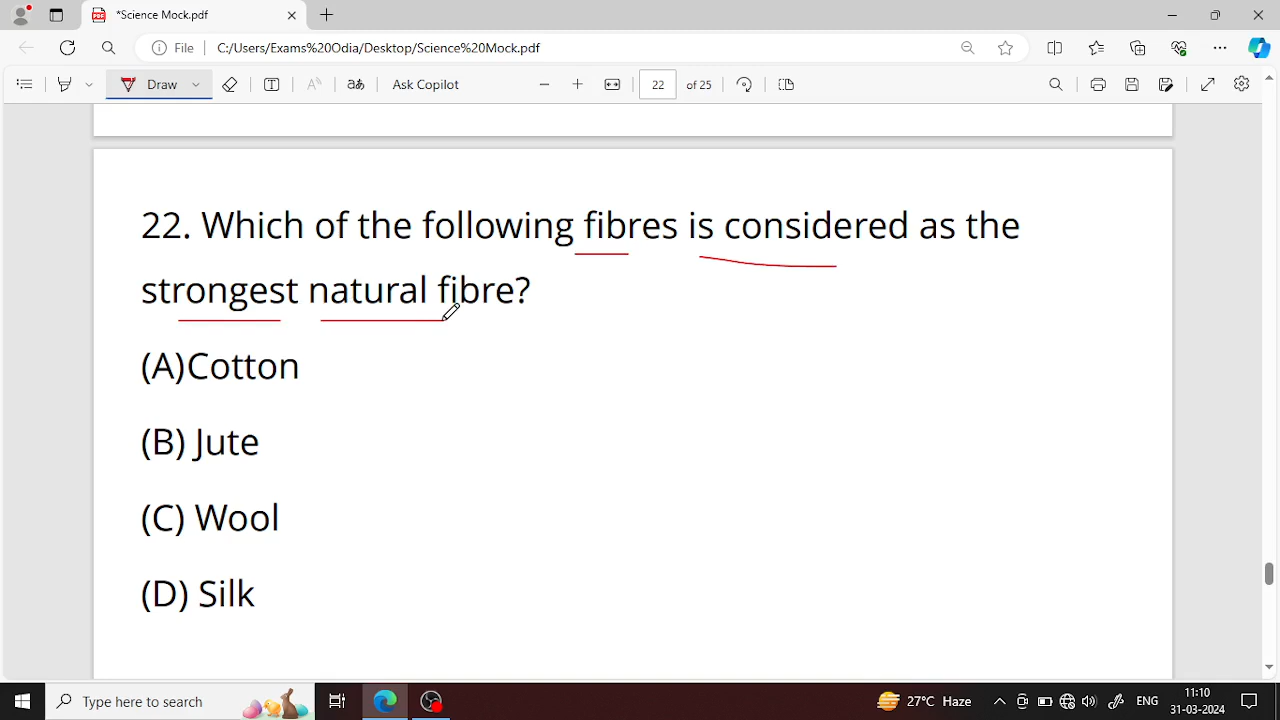 *Science Mock.pdf
File
C:/Users/Exams%20Odia/Desktop/Science%20Mock.pdf
Draw
aあ
Ask Copilot
22 of 25
22. Which of the following fibres is considered as the
strongest natural fibre?
(A)Cotton
(B) Jute
(C) Wool
(D) Silk
Type here to search
27°C Haze
ENG
11:10
31-03-2024